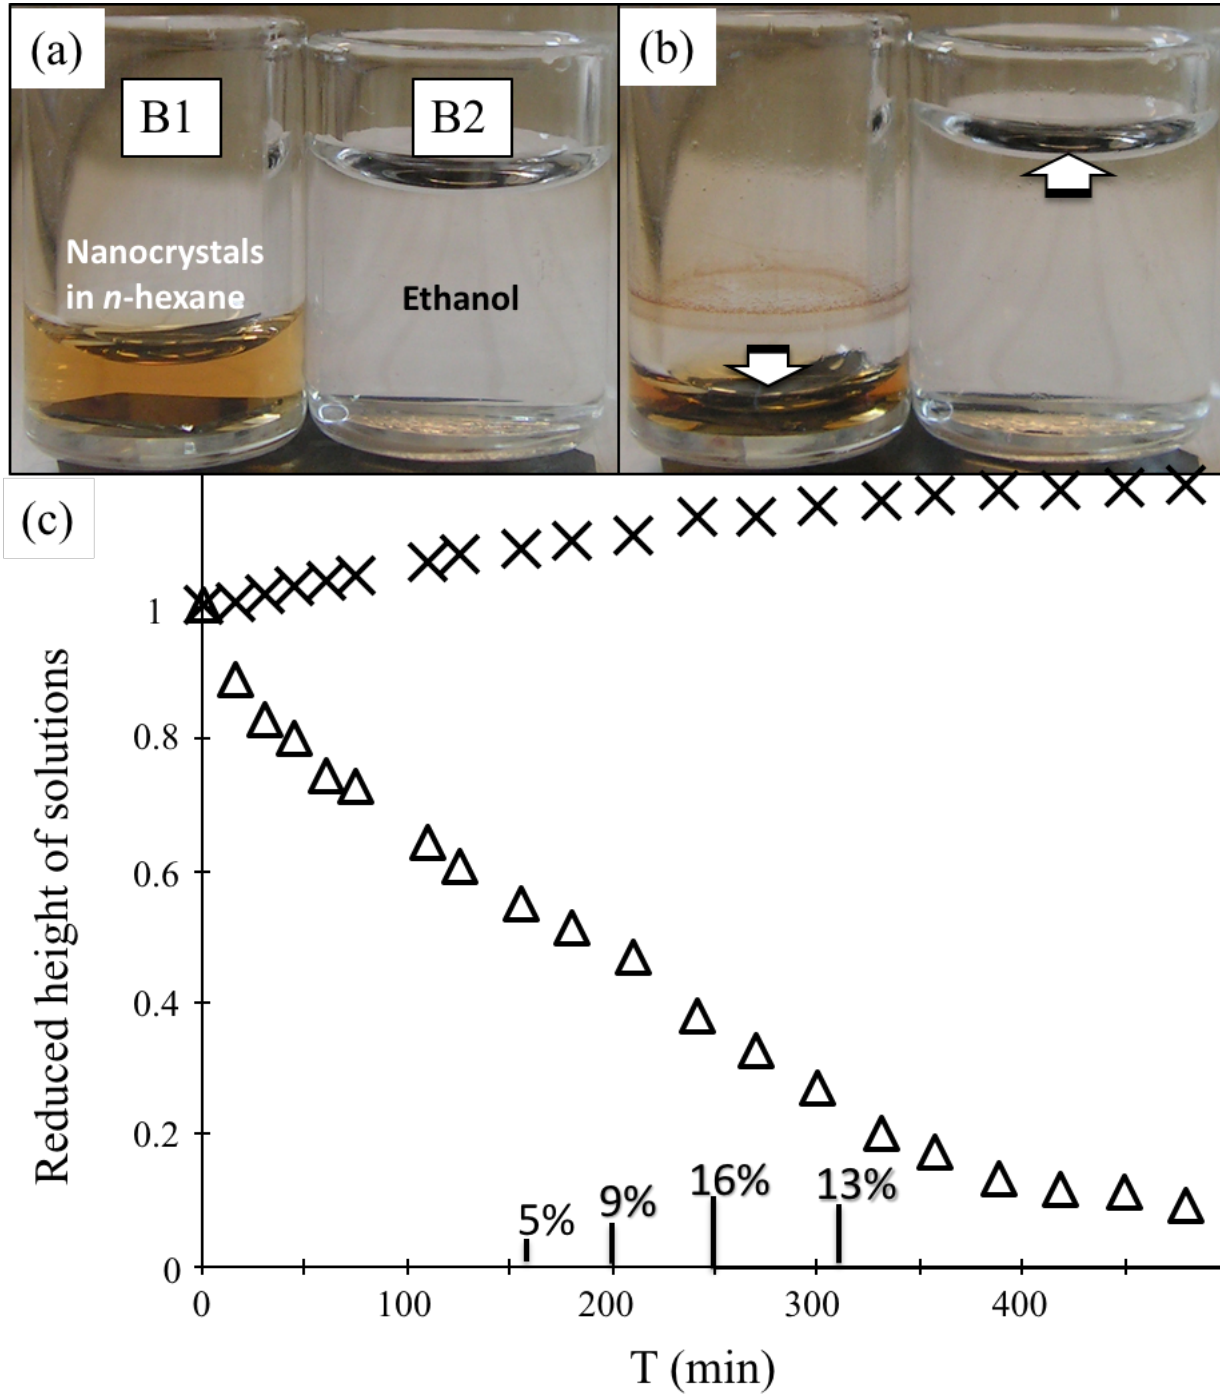 (a)
B1
B2
Nanocrystals
in n-hexane
Ethanol
(b)
(c)
Reduced height of solutions
1
0.8
0.6
0.4
0.2
0
5%
9%
16%
13%
0
100
200
300
400
T (min)